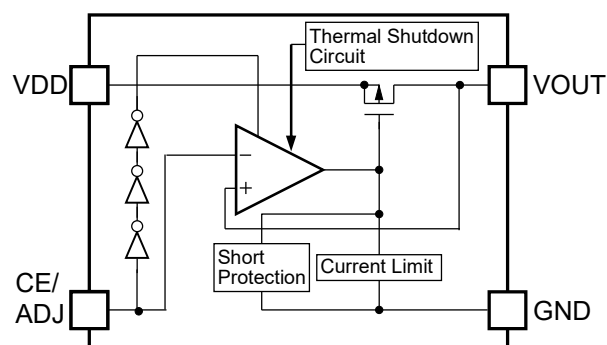 Thermal Shutdown
Circuit
VDD
VOUT
−
+
Short
Protection
Current Limit
CE/
ADJ
GND